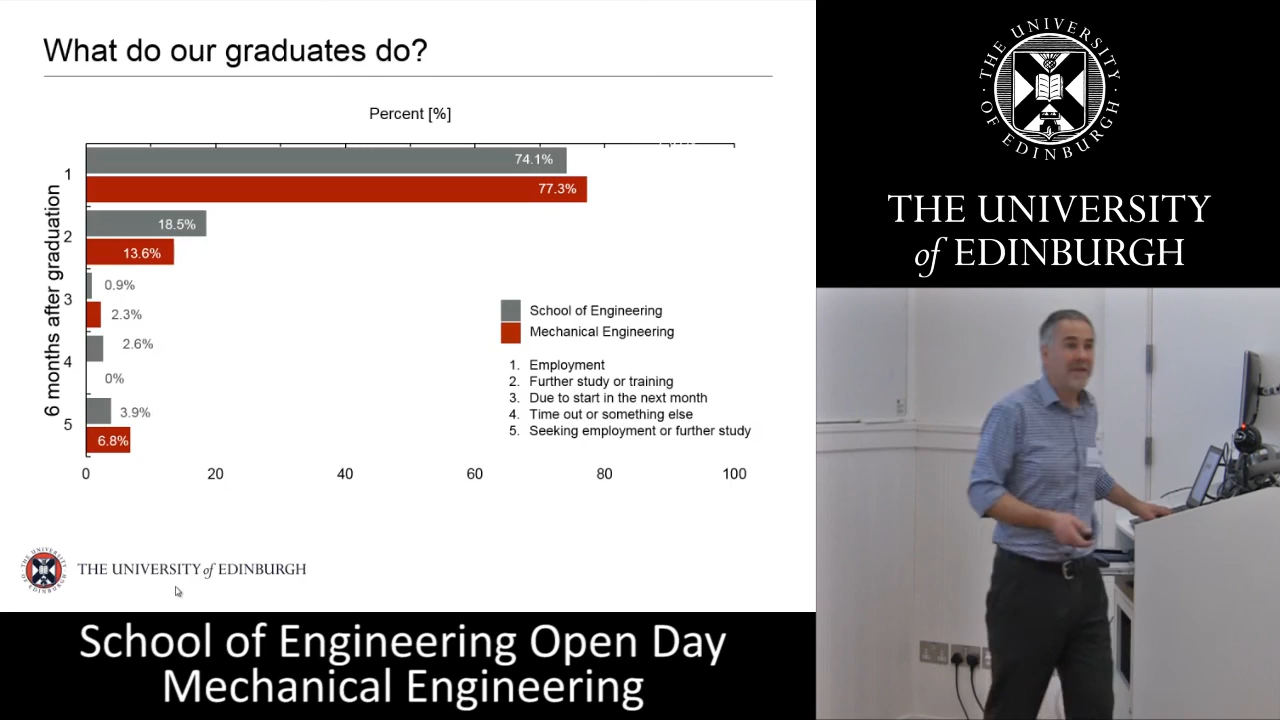 What do our graduates do?
Percent [%]
6 months after graduation
1
74.1%
77.3%
2
18.5%
13.6%
3
0.9%
2.3%
4
2.6%
0%
5
3.9%
6.8%
0 20 40 60 80 100
School of Engineering
Mechanical Engineering
1. Employment
2. Further study or training
3. Due to start in the next month
4. Time out or something else
5. Seeking employment or further study
THE UNIVERSITY of EDINBURGH
School of Engineering Open Day
Mechanical Engineering
THE UNIVERSITY OF EDINBURGH
THE UNIVERSITY
of EDINBURGH